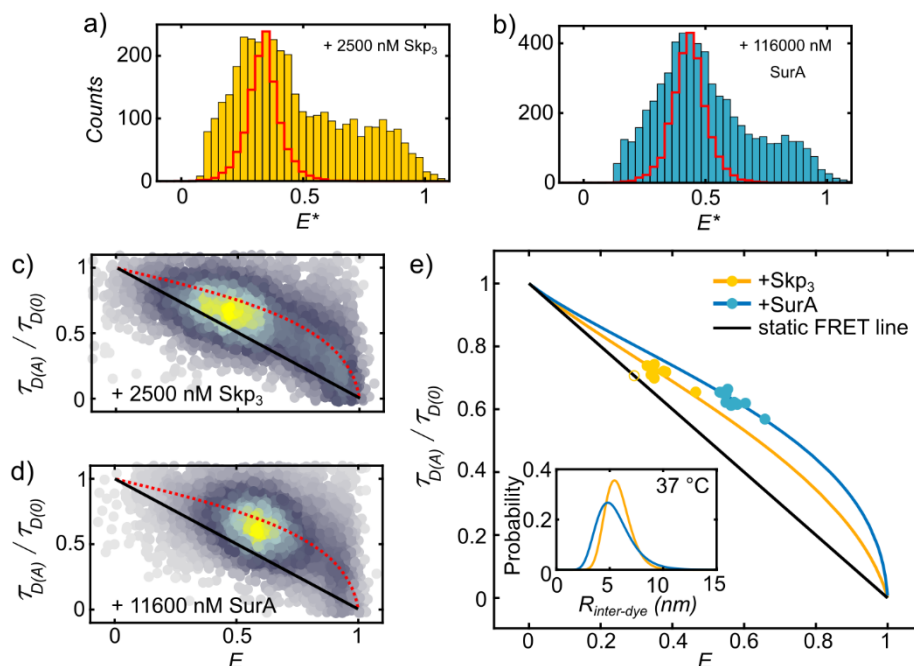 a)
200
100
0
Counts
+ 2500 nM Skp3
0
0.5
1
E*
b)
400
200
0
+ 116000 nM
SurA
0
0.5
1
E*
c)
1
0.5
0
τD(A) / τD(0)
+ 2500 nM Skp3
d)
1
0.5
0
τD(A) / τD(0)
+ 11600 nM SurA
0
0.5
1
E
e)
1
0.8
0.6
0.4
0.2
0
τD(A) / τD(0)
+Skp3
+SurA
static FRET line
0.4
0.2
0
Probability
37 °C
0
5
10
15
Rinter-dye (nm)
0
0.2
0.4
0.6
0.8
1
E